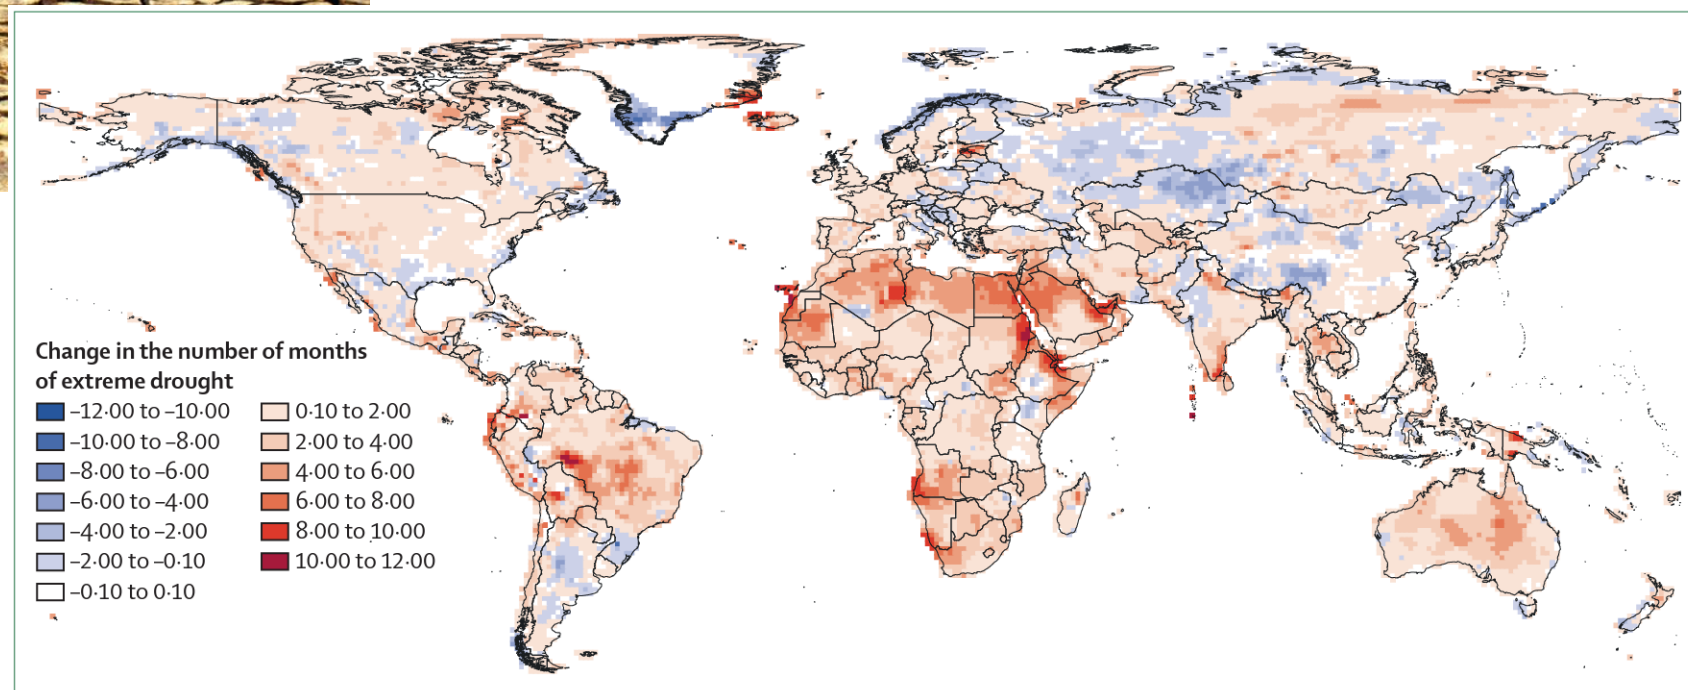 Change in the number of months
of extreme drought
–12·00 to –10·00
–10·00 to –8·00
–8·00 to –6·00
–6·00 to –4·00
–4·00 to –2·00
–2·00 to –0·10
–0·10 to 0·10
0·10 to 2·00
2·00 to 4·00
4·00 to 6·00
6·00 to 8·00
8·00 to 10·00
10·00 to 12·00